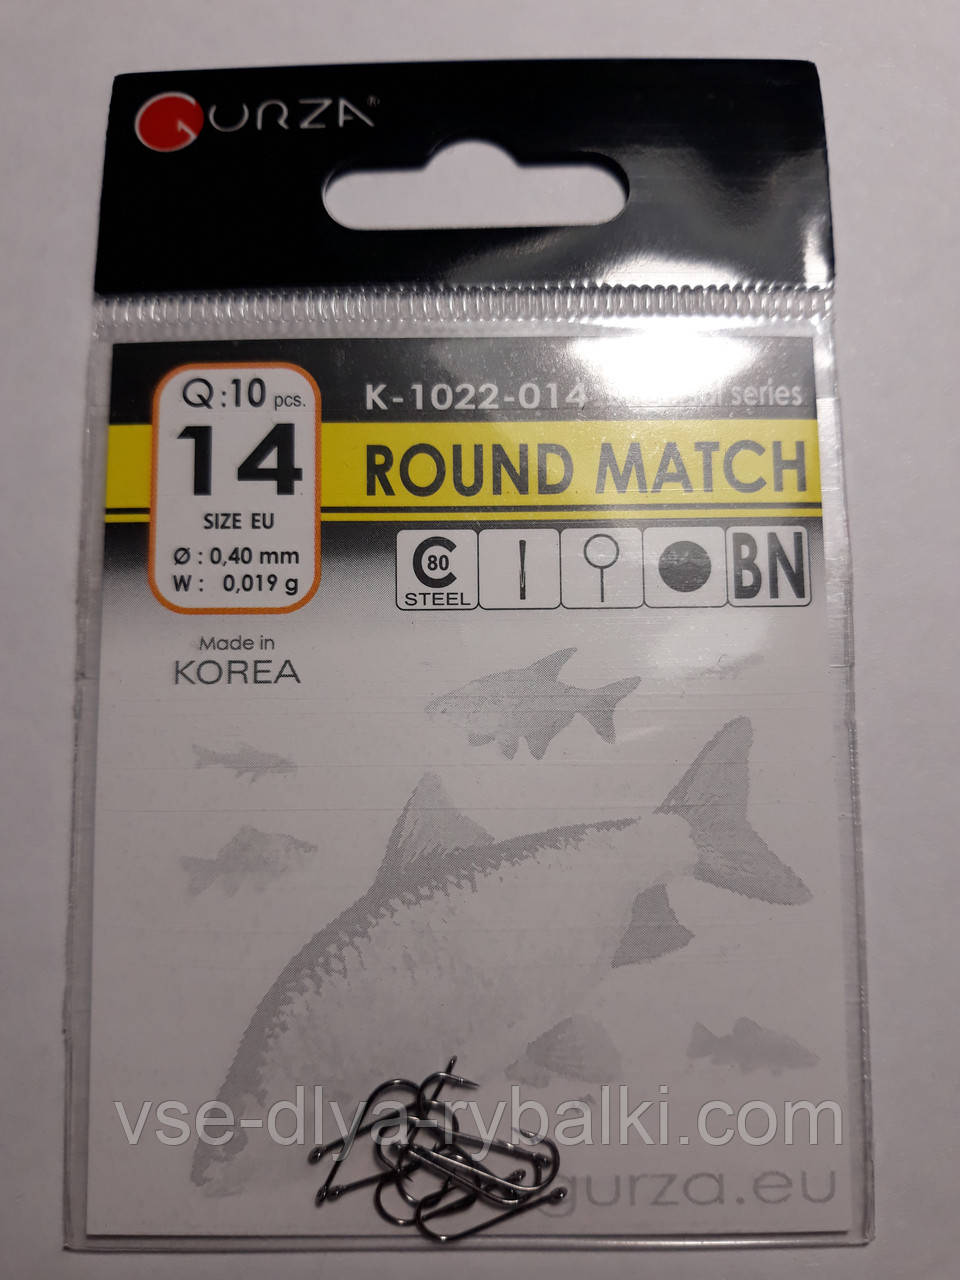 GURZA®
Q:10 pcs.
14
SIZE EU
Ø : 0,40 mm
W : 0,019 g
K-1022-014 series
ROUND MATCH
C 80
STEEL
BN
Made in
KOREA
vse-dlya-rybalki.com
gurza.eu